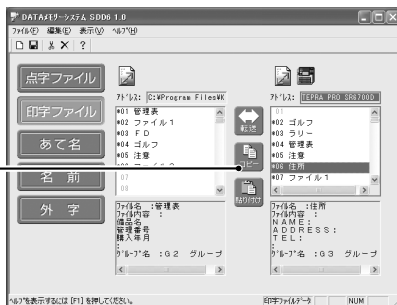 DATAﾒﾓﾘｰｼｽﾃﾑ SDD6 1.0
ﾌｧｲﾙ(F) 編集(E) 表示(V) ﾍﾙﾌﾟ(H)
点字ファイル
印字ファイル
あて名
名 前
外 字
ｱﾄﾞﾚｽ: C:¥Program Files¥K
*01 管理表
*02 ファイル1
*03 ＦＤ
*04 ゴルフ
*05 注意
07
08
ﾌｧｲﾙ名 :管理表
ﾌｧｲﾙ内容 :
備品名
管理番号
購入年月
:
ｸﾞﾙｰﾌﾟ名 :Ｇ２ グループ
転送
コピー
貼り付け
ｱﾄﾞﾚｽ: TEPRA PRO SR6700D
01
*02 ゴルフ
*03 ラリー
*04 管理表
*05 注意
*06 住所
*07 ファイル1
ﾌｧｲﾙ名 :住所
ﾌｧｲﾙ内容 :
ＮＡＭＥ:
ＡＤＤＲＥＳＳ:
ＴＥＬ:
:
ｸﾞﾙｰﾌﾟ名 :Ｇ３ グループ
ﾍﾙﾌﾟを表示するには [F1] を押してください。
印字ﾌｧｲﾙﾃﾞｰﾀ
NUM